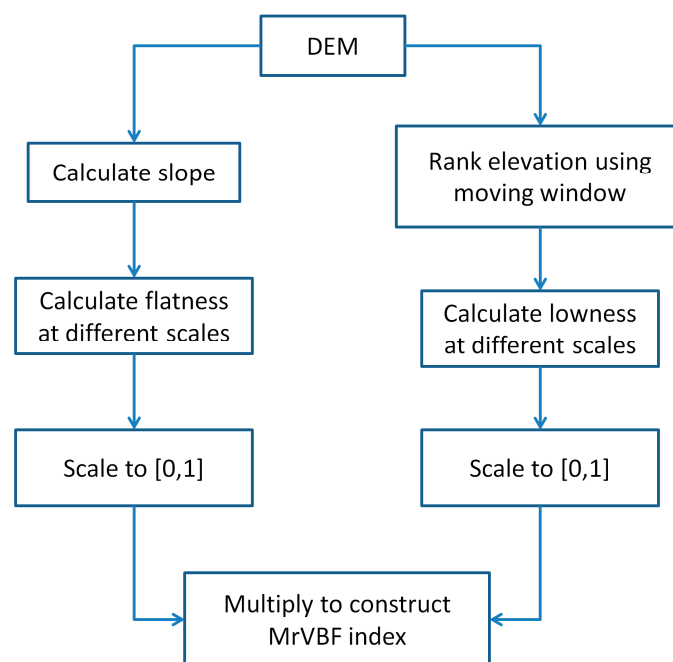 DEM
Calculate slope
Rank elevation using
moving window
Calculate flatness
at different scales
Calculate lowness
at different scales
Scale to [0,1]
Scale to [0,1]
Multiply to construct
MrVBF index